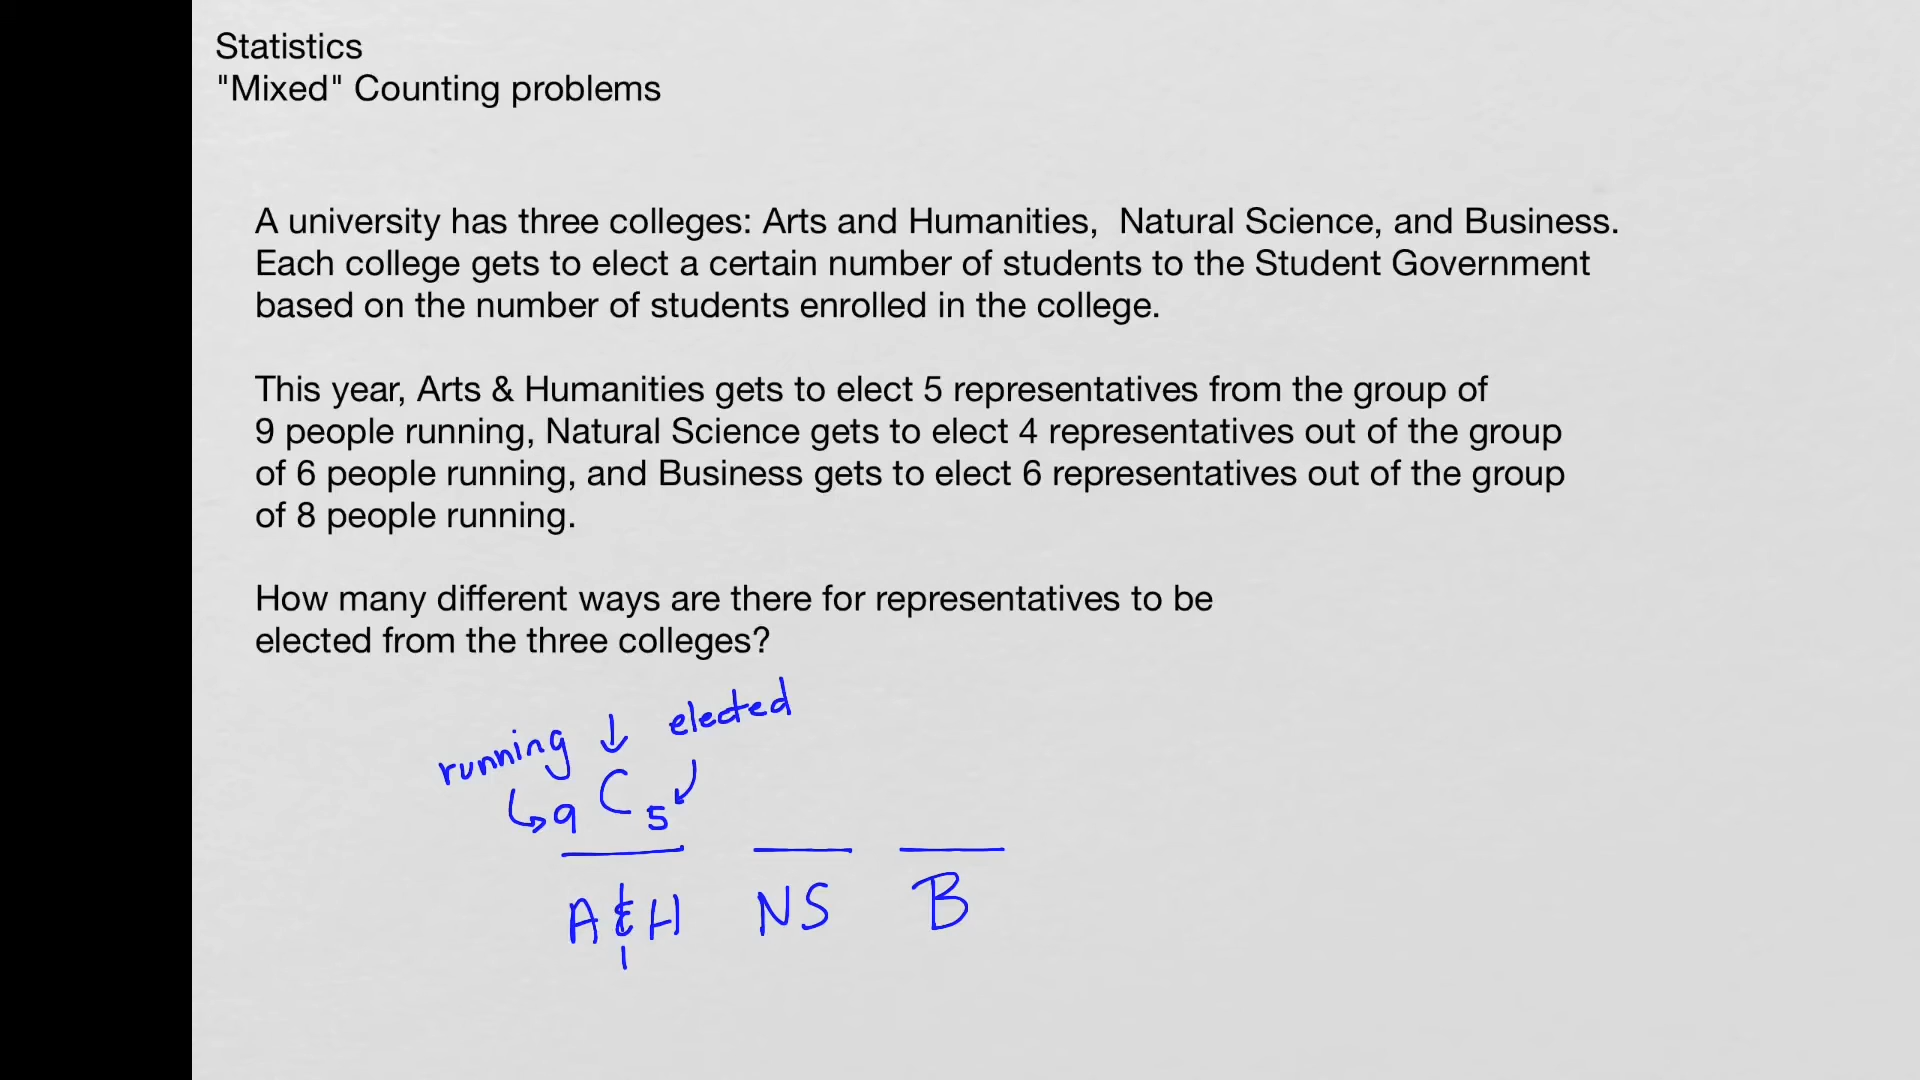 Statistics
"Mixed" Counting problems
A university has three colleges: Arts and Humanities,  Natural Science, and Business.
Each college gets to elect a certain number of students to the Student Government
based on the number of students enrolled in the college.
This year, Arts & Humanities gets to elect 5 representatives from the group of
9 people running, Natural Science gets to elect 4 representatives out of the group
of 6 people running, and Business gets to elect 6 representatives out of the group
of 8 people running.
How many different ways are there for representatives to be
elected from the three colleges?
running ↓ elected
9 C 5
A & H NS B